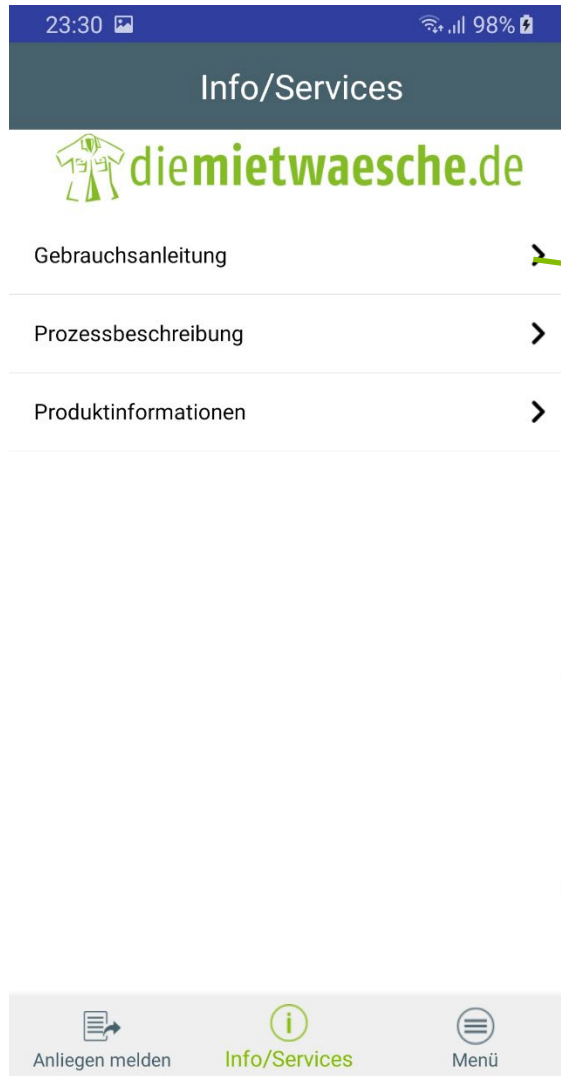 23:30
98%
Info/Services
diemietwaesche.de
Gebrauchsanleitung
Prozessbeschreibung
Produktinformationen
Anliegen melden
Info/Services
Menü